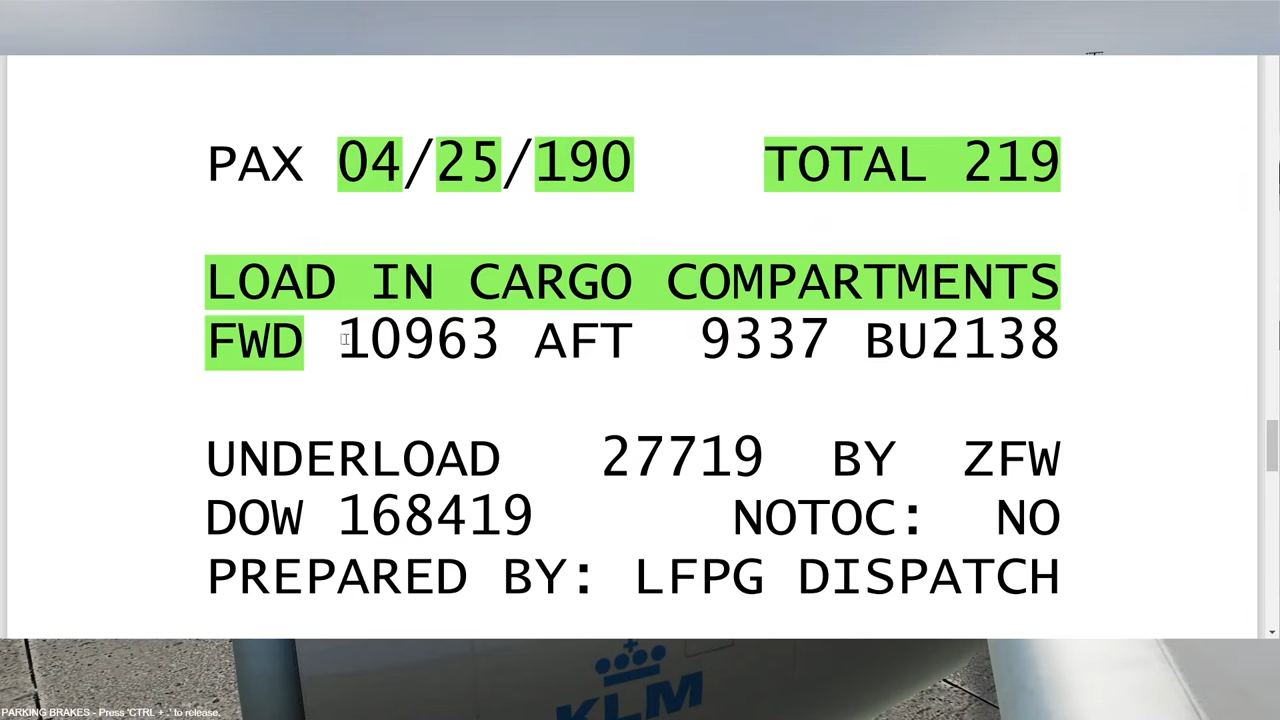 PAX 04/25/190 TOTAL 219
LOAD IN CARGO COMPARTMENTS
FWD 10963 AFT 9337 BU2138
UNDERLOAD 27719 BY ZFW
DOW 168419 NOTOC: NO
PREPARED BY: LFPG DISPATCH
KLM
PARKING BRAKES - Press 'CTRL + .' to release.